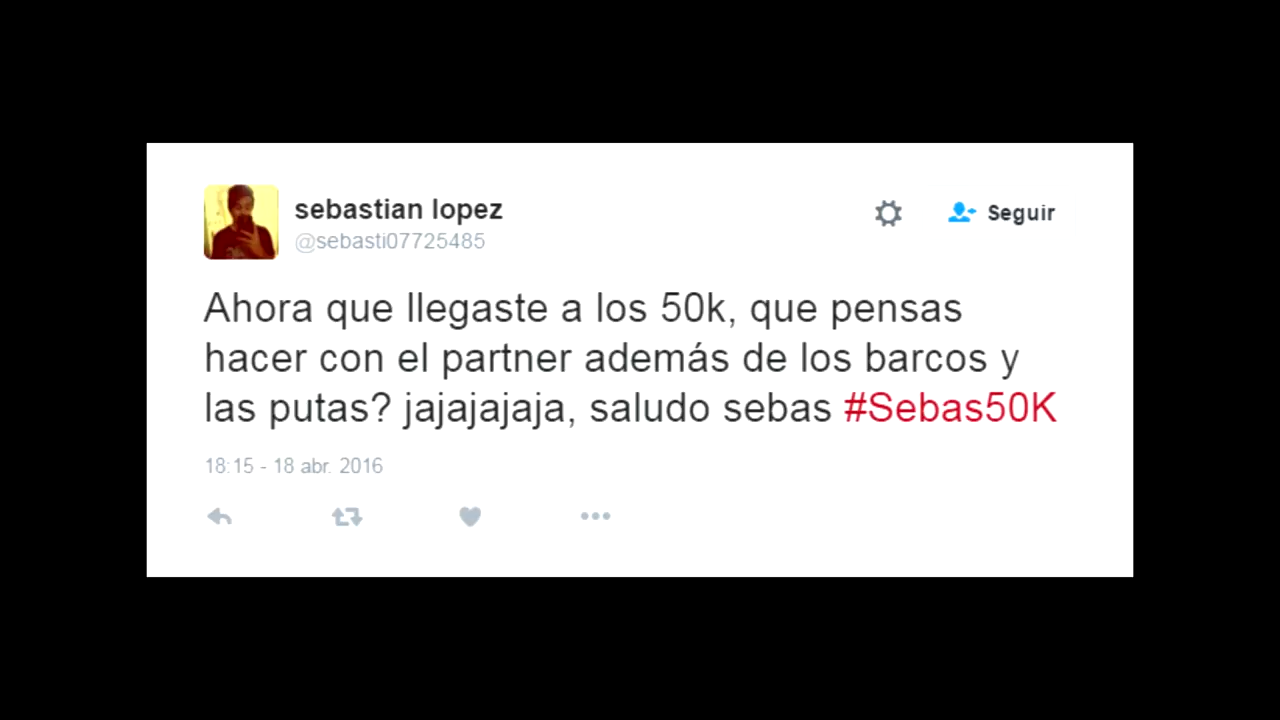 sebastian lopez
@sebasti07725485
Seguir
Ahora que llegaste a los 50k, que pensas
hacer con el partner además de los barcos y
las putas? jajajajaja, saludo sebas #Sebas50K
18:15 - 18 abr. 2016